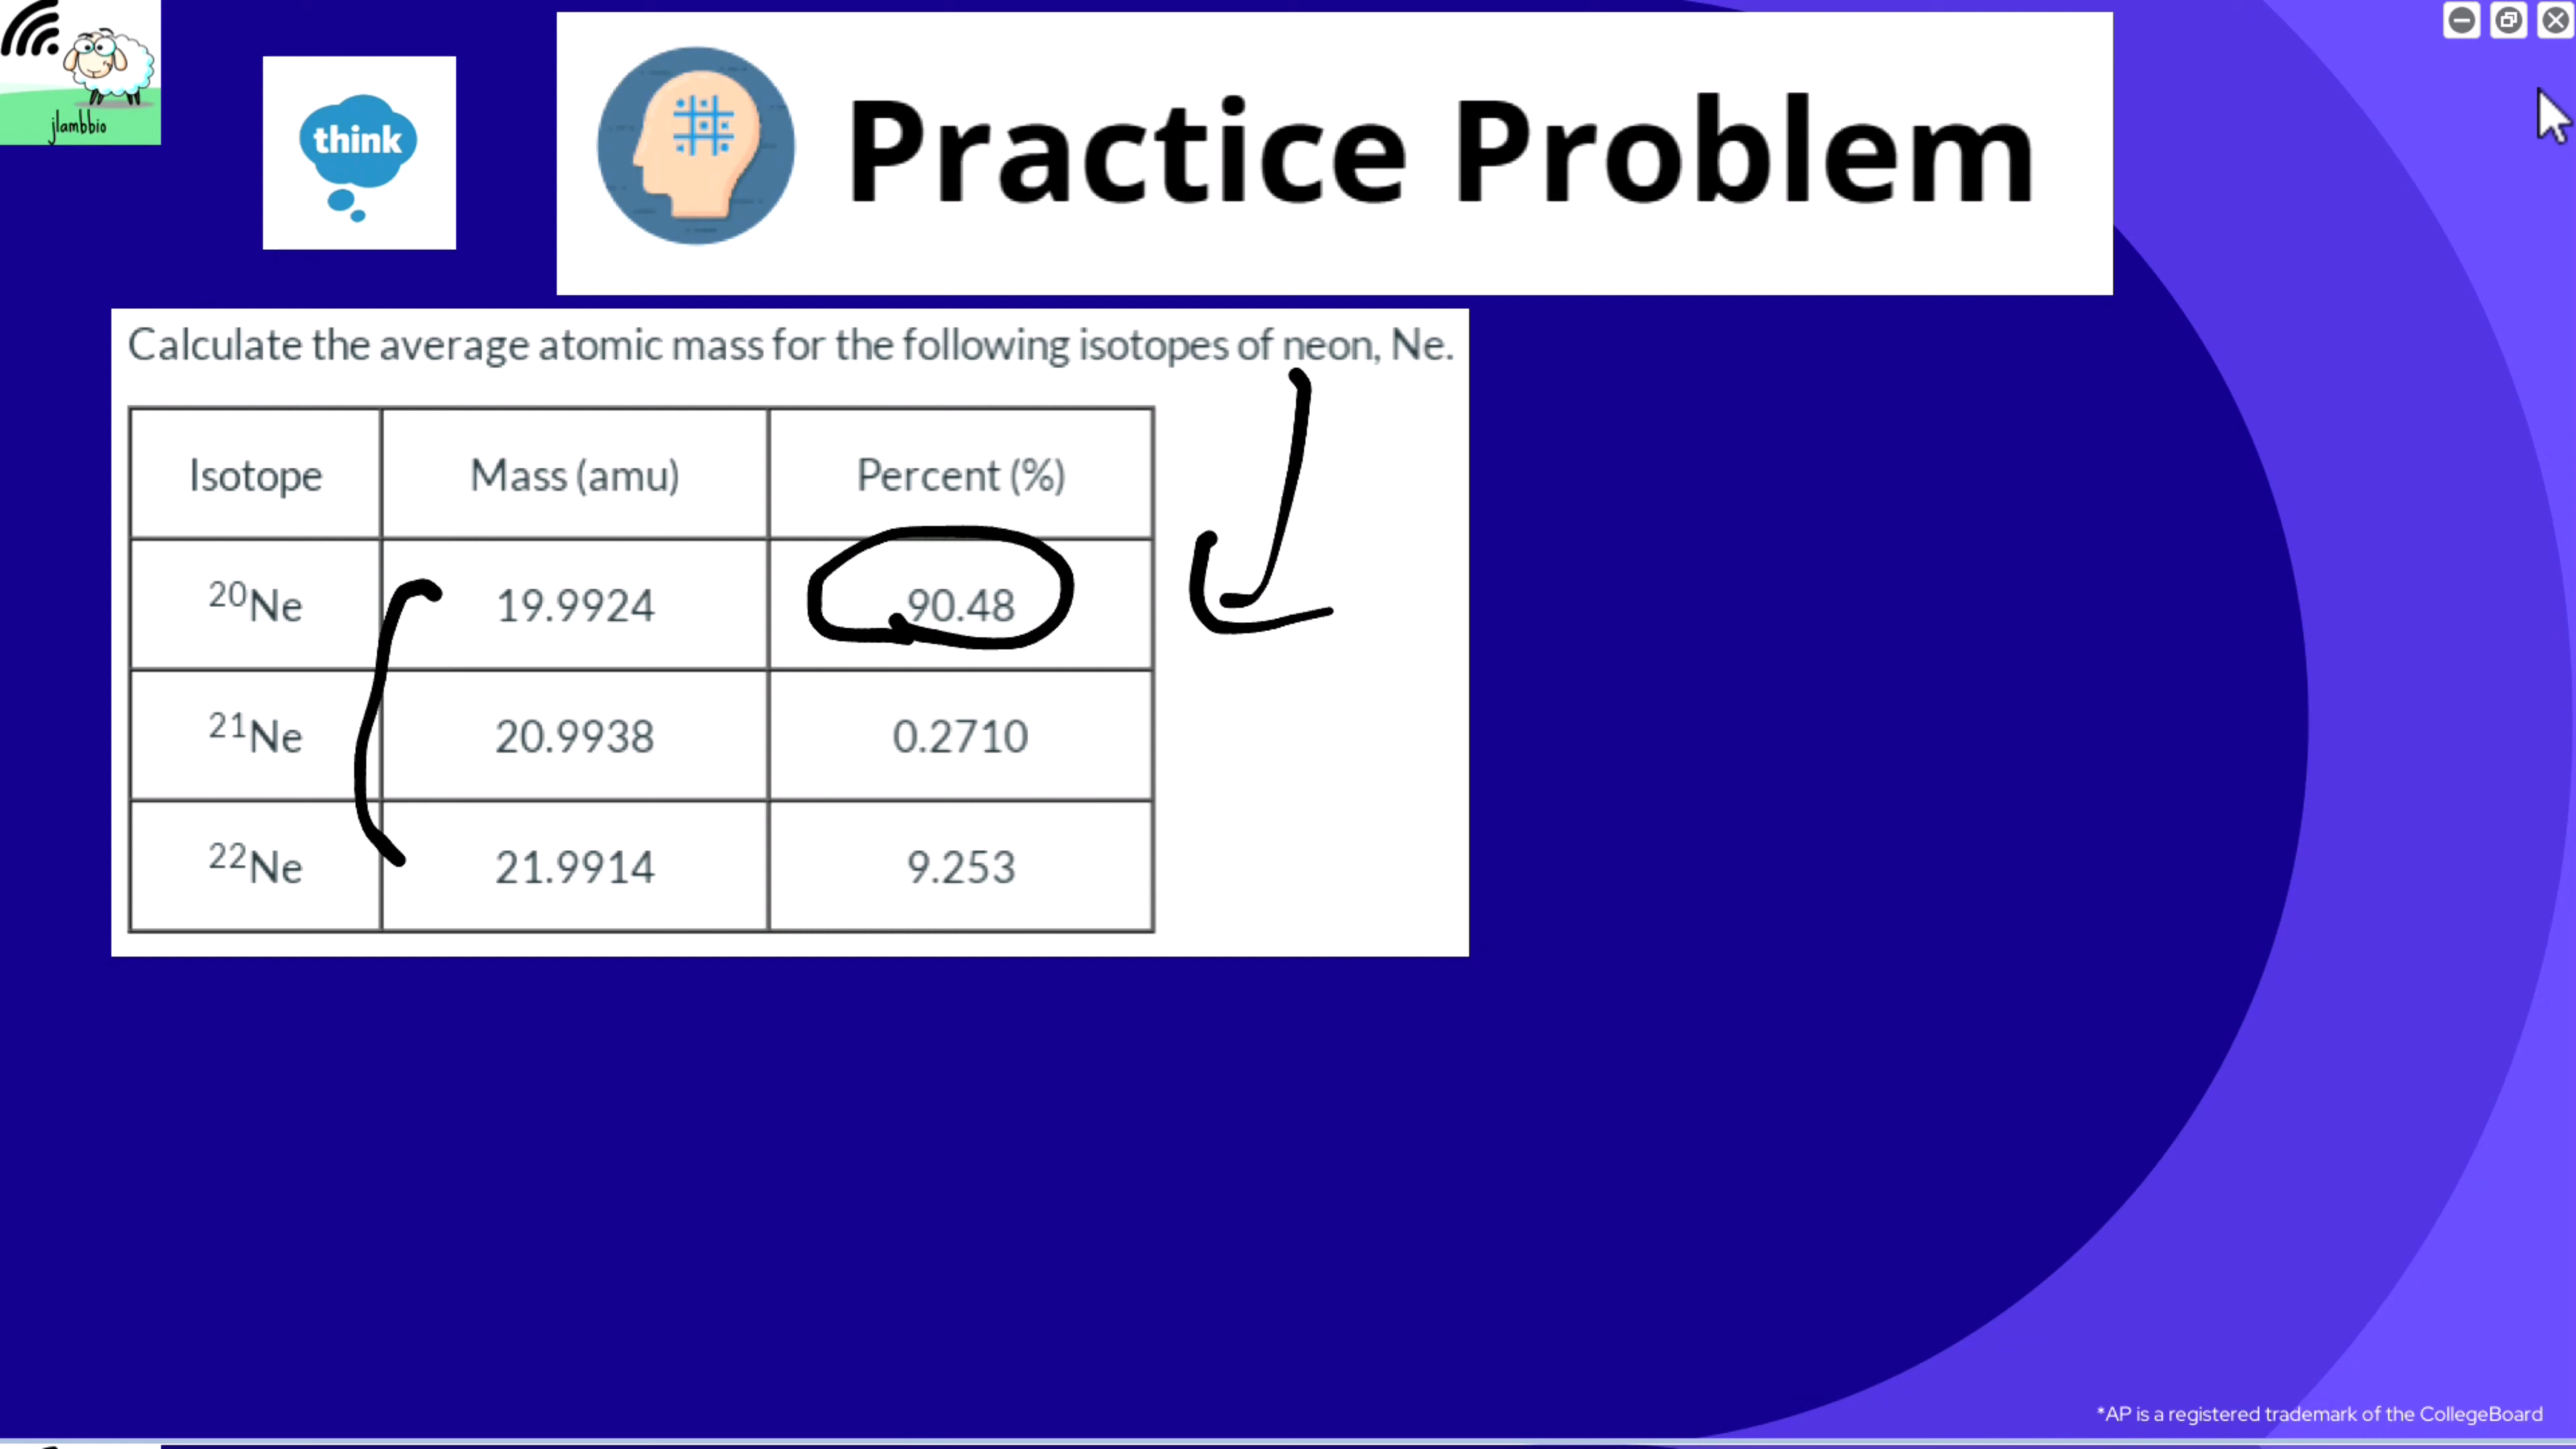 jlambbio
think
Practice Problem
Calculate the average atomic mass for the following isotopes of neon, Ne.
Isotope Mass (amu) Percent (%)
²⁰Ne 19.9924 90.48
²¹Ne 20.9938 0.2710
²²Ne 21.9914 9.253
*AP is a registered trademark of the CollegeBoard